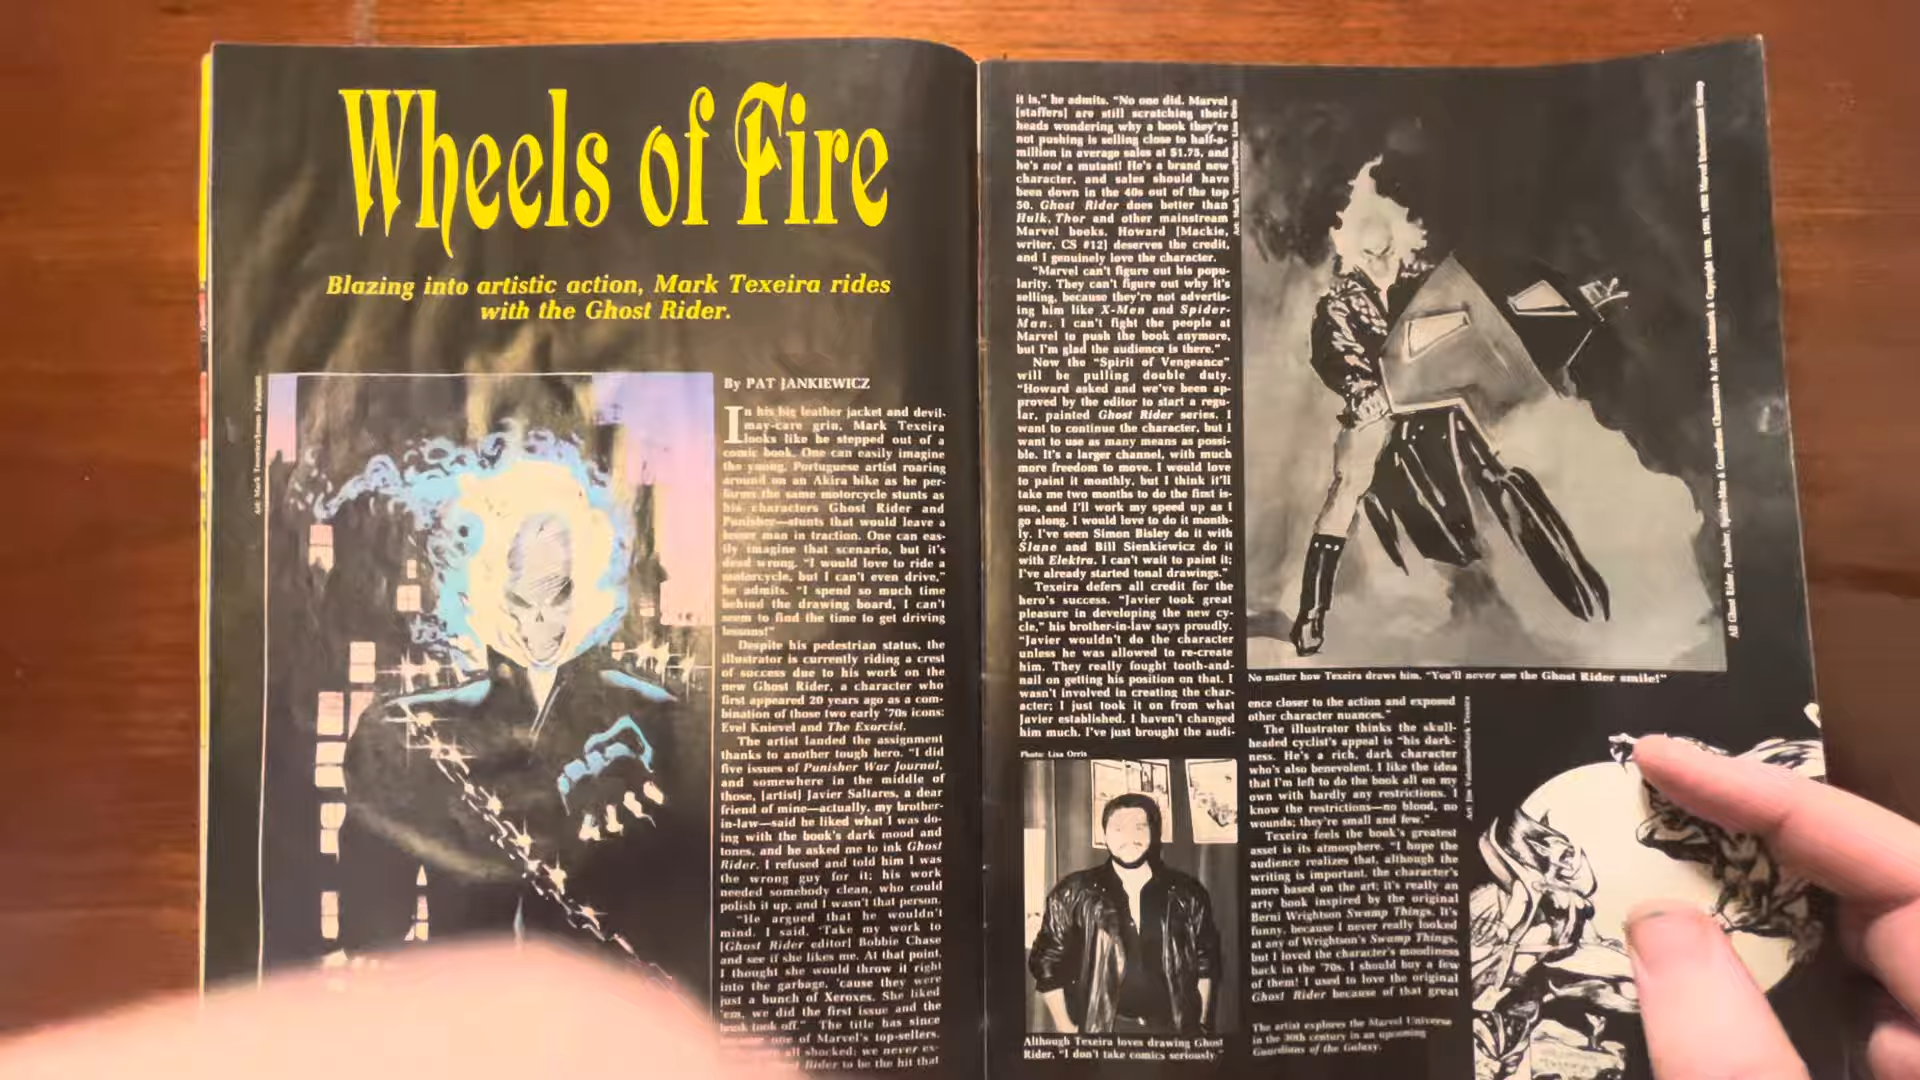 Wheels of Fire
Blazing into artistic action, Mark Texeira rides
with the Ghost Rider.
By PAT JANKIEWICZ
In his big leather jacket and devil-
may-care grin, Mark Texeira
looks like he stepped out of a
comic book. One can easily imagine
the young, Portuguese artist roaring
around on an Akira bike as he per-
forms the same motorcycle stunts as
his characters Ghost Rider and
Punisher—stunts that would leave a
lesser man in traction. One can eas-
ily imagine that scenario, but it's
dead wrong. "I would love to ride a
motorcycle, but I can't even drive,"
he admits. "I spend so much time
behind the drawing board, I can't
seem to find the time to get driving
lessons!"
Despite his pedestrian status, the
illustrator is currently riding a crest
of success due to his work on the
new Ghost Rider, a character who
first appeared 20 years ago as a com-
bination of those two early '70s icons:
Evel Knievel and The Exorcist.
The artist landed the assignment
thanks to another tough hero. "I did
five issues of Punisher War Journal,
and somewhere in the middle of
those, [artist] Javier Saltares, a dear
friend of mine—actually, my brother-
in-law—said he liked what I was do-
ing with the book's dark mood and
tones, and he asked me to ink Ghost
Rider. I refused and told him I was
the wrong guy for it; his work
needed somebody clean, who could
polish it up, and I wasn't that person.
"He argued that he wouldn't
mind. I said, 'Take my work to
[Ghost Rider editor] Bobbie Chase
and see if she likes me. At that point,
I thought she would throw it right
into the garbage, 'cause they were
just a bunch of Xeroxes. She liked
'em, we did the first issue and the
book took off." The title has since
become one of Marvel's top-sellers.
all shocked; we never ex-
Rider to be the hit that
it is," he admits. "No one did. Marvel
[staffers] are still scratching their
heads wondering why a book they're
not pushing is selling close to half-a-
million in average sales at $1.75, and
he's not a mutant! He's a brand new
character, and sales should have
been down in the 40s out of the top
50. Ghost Rider does better than
Hulk, Thor and other mainstream
Marvel books. Howard [Mackie,
writer, CS #12] deserves the credit,
and I genuinely love the character.
"Marvel can't figure out his popu-
larity. They can't figure out why it's
selling, because they're not advertis-
ing him like X-Men and Spider-
Man. I can't fight the people at
Marvel to push the book anymore,
but I'm glad the audience is there."
Now the "Spirit of Vengeance"
will be pulling double duty.
"Howard asked and we've been ap-
proved by the editor to start a regu-
lar, painted Ghost Rider series. I
want to continue the character, but I
want to use as many means as possi-
ble. It's a larger channel, with much
more freedom to move. I would love
to paint it monthly, but I think it'll
take me two months to do the first is-
sue, and I'll work my speed up as I
go along. I would love to do it month-
ly. I've seen Simon Bisley do it with
Slane and Bill Sienkiewicz do it
with Elektra. I can't wait to paint it;
I've already started tonal drawings."
Texeira defers all credit for the
hero's success. "Javier took great
pleasure in developing the new cy-
cle," his brother-in-law says proudly.
"Javier wouldn't do the character
unless he was allowed to re-create
him. They really fought tooth-and-
nail on getting his position on that. I
wasn't involved in creating the char-
acter; I just took it on from what
Javier established. I haven't changed
him much. I've just brought the audi-
Photo: Lisa Orris
Although Texeira loves drawing Ghost
Rider, "I don't take comics seriously."
No matter how Texeira draws him, "You'll never see the Ghost Rider smile!"
ence closer to the action and exposed
other character nuances."
The illustrator thinks the skull-
headed cyclist's appeal is "his dark-
ness. He's a rich, dark character
who's also benevolent. I like the idea
that I'm left to do the book all on my
own with hardly any restrictions. I
know the restrictions—no blood, no
wounds; they're small and few."
Texeira feels the book's greatest
asset is its atmosphere. "I hope the
audience realizes that, although the
writing is important, the character's
more based on the art; it's really an
arty book inspired by the original
Berni Wrightson Swamp Things. It's
funny, because I never really looked
at any of Wrightson's Swamp Things,
but I loved the character's moodiness
back in the '70s. I should buy a few
of them! I used to love the original
Ghost Rider because of that great
The artist explores the Marvel Universe
in the 30th century in an upcoming
Guardians of the Galaxy.